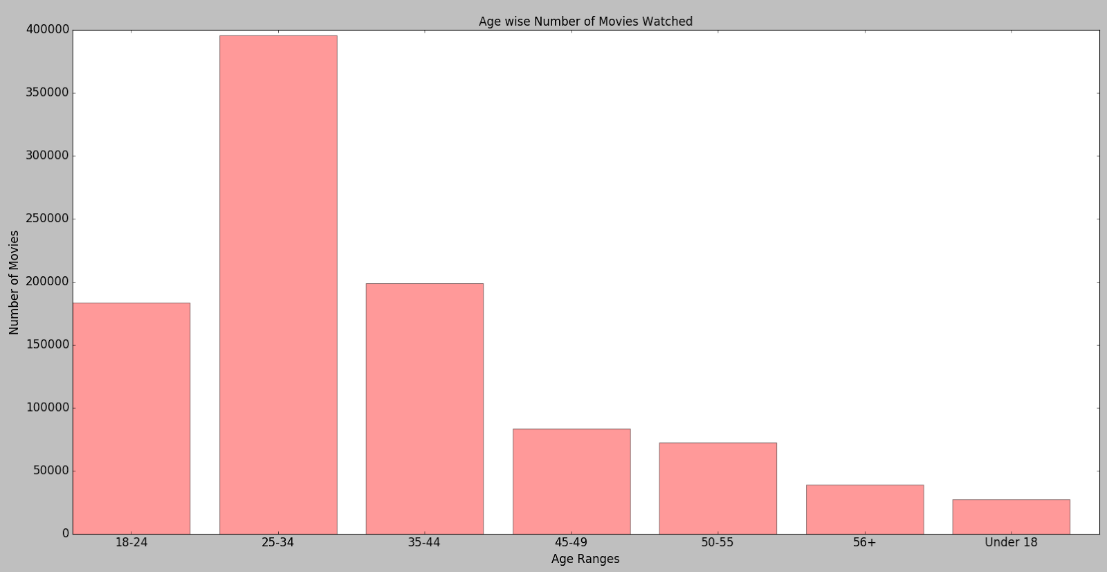 Age wise Number of Movies Watched
400000
350000
300000
250000
200000
150000
100000
50000
0
Number of Movies
18-24 25-34 35-44 45-49 50-55 56+ Under 18
Age Ranges